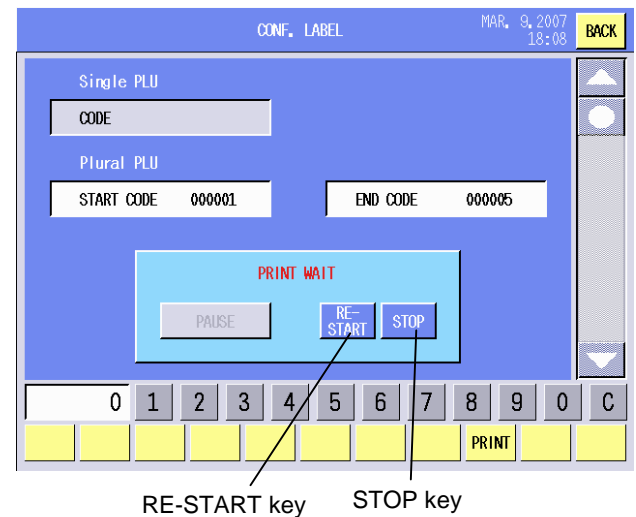 CONF. LABEL
MAR. 9.2007
18:08
BACK
Single PLU
CODE
Plural PLU
START CODE 000001 END CODE 000005
PRINT WAIT
PAUSE
RE-
START
STOP
0 1 2 3 4 5 6 7 8 9 0 C
PRINT
RE-START key STOP key